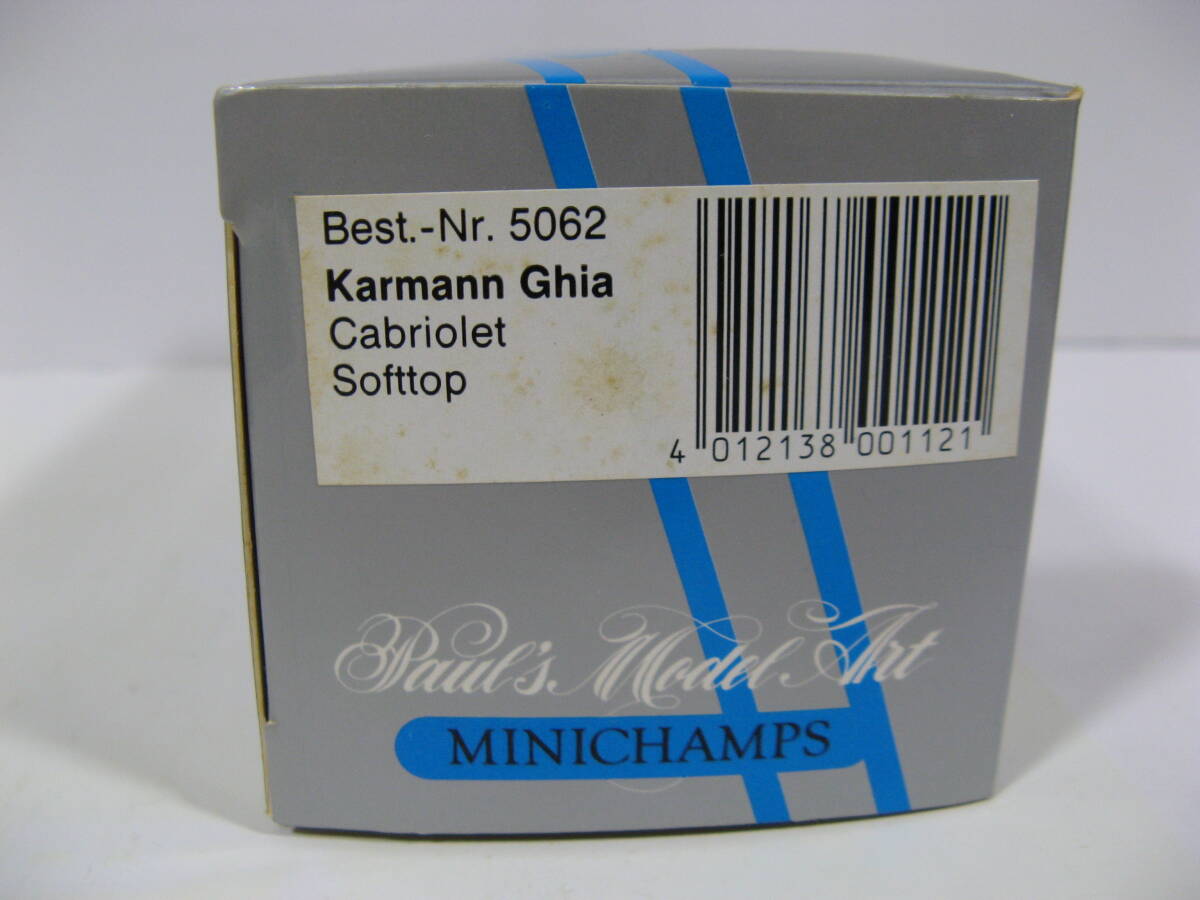 Best.-Nr. 5062
Karmann Ghia
Cabriolet
Softtop
4 012138 001121
Paul's Model Art
MINICHAMPS